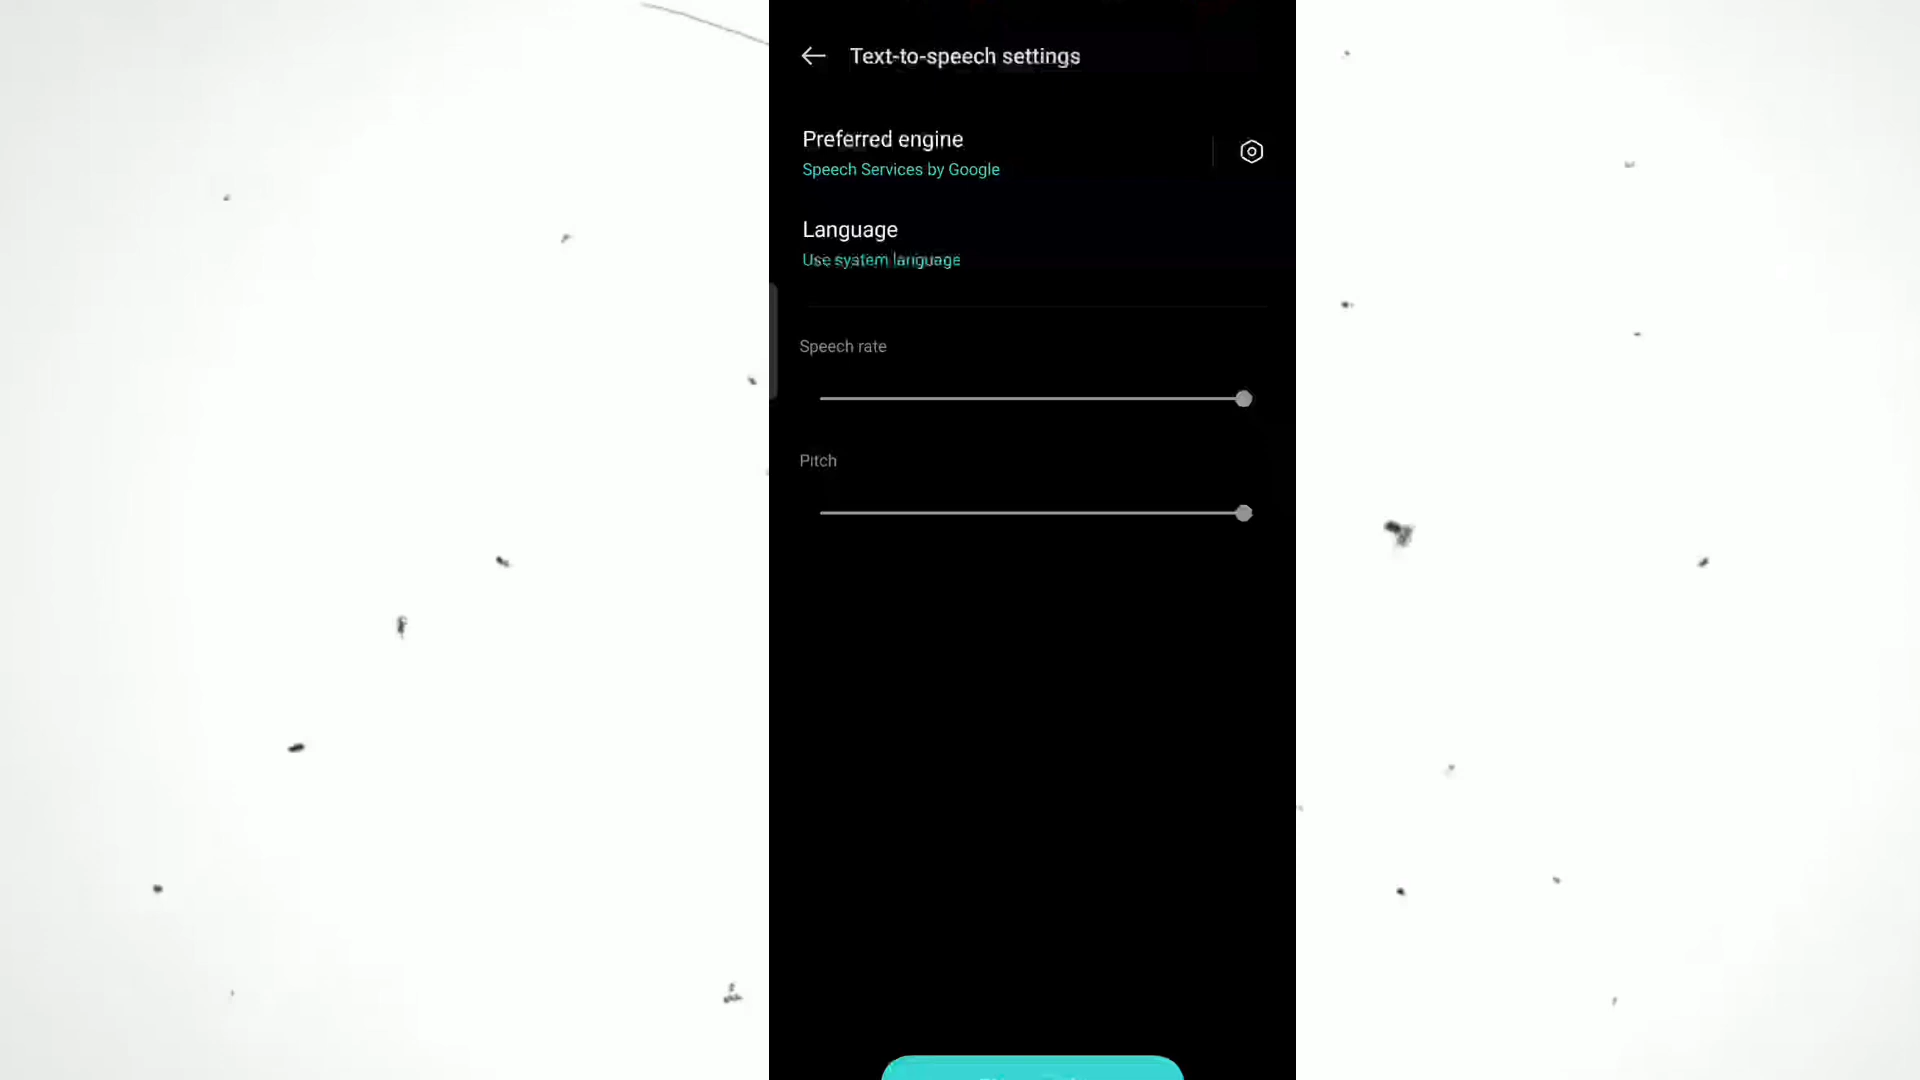 Text-to-speech settings
Preferred engine
Speech Services by Google
Language
Use system language
Speech rate
Pitch